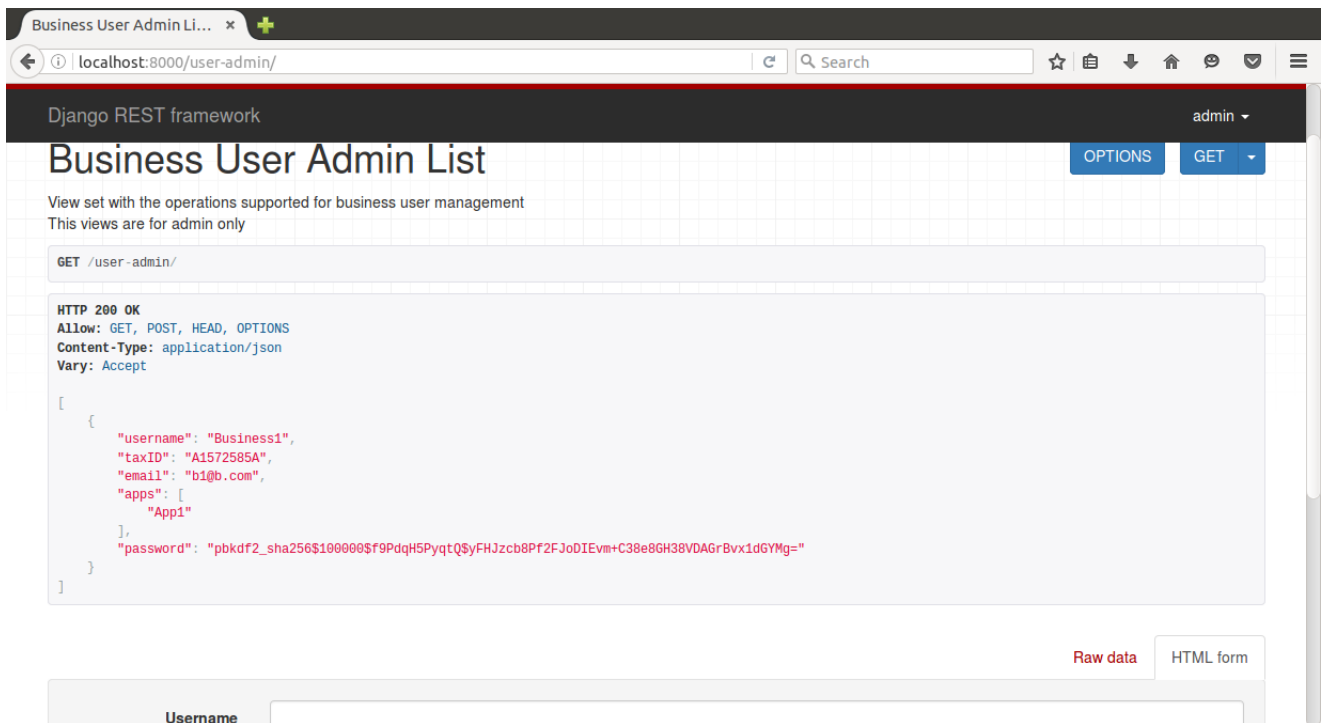 Business User Admin Li...
localhost:8000/user-admin/
Search
Django REST framework
admin
Business User Admin List
OPTIONS
GET
View set with the operations supported for business user management
This views are for admin only
GET /user-admin/
HTTP 200 OK
Allow: GET, POST, HEAD, OPTIONS
Content-Type: application/json
Vary: Accept
[
{
"username": "Business1",
"taxID": "A1572585A",
"email": "b1@b.com",
"apps": [
"App1"
],
"password": "pbkdf2_sha256$100000$f9PdqH5PyqtQ$yFHJzcb8Pf2FJoDIEvm+C38e8GH38VDAGrBvx1dGYMg="
}
]
Raw data
HTML form
Username